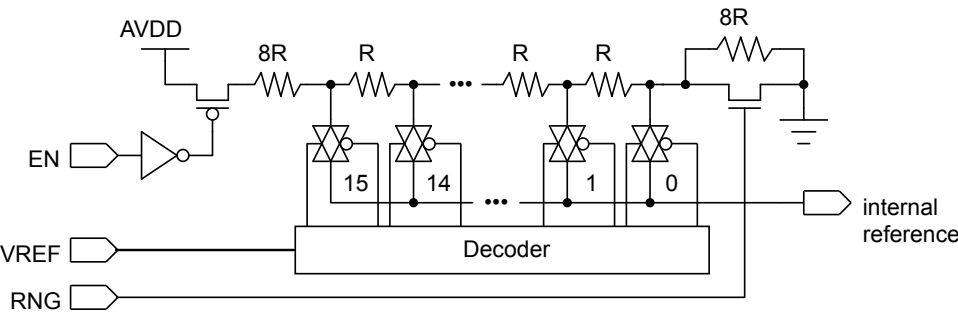 8R
AVDD
8R
R
R
R
EN
15
14
1
0
internal
reference
VREF
Decoder
RNG